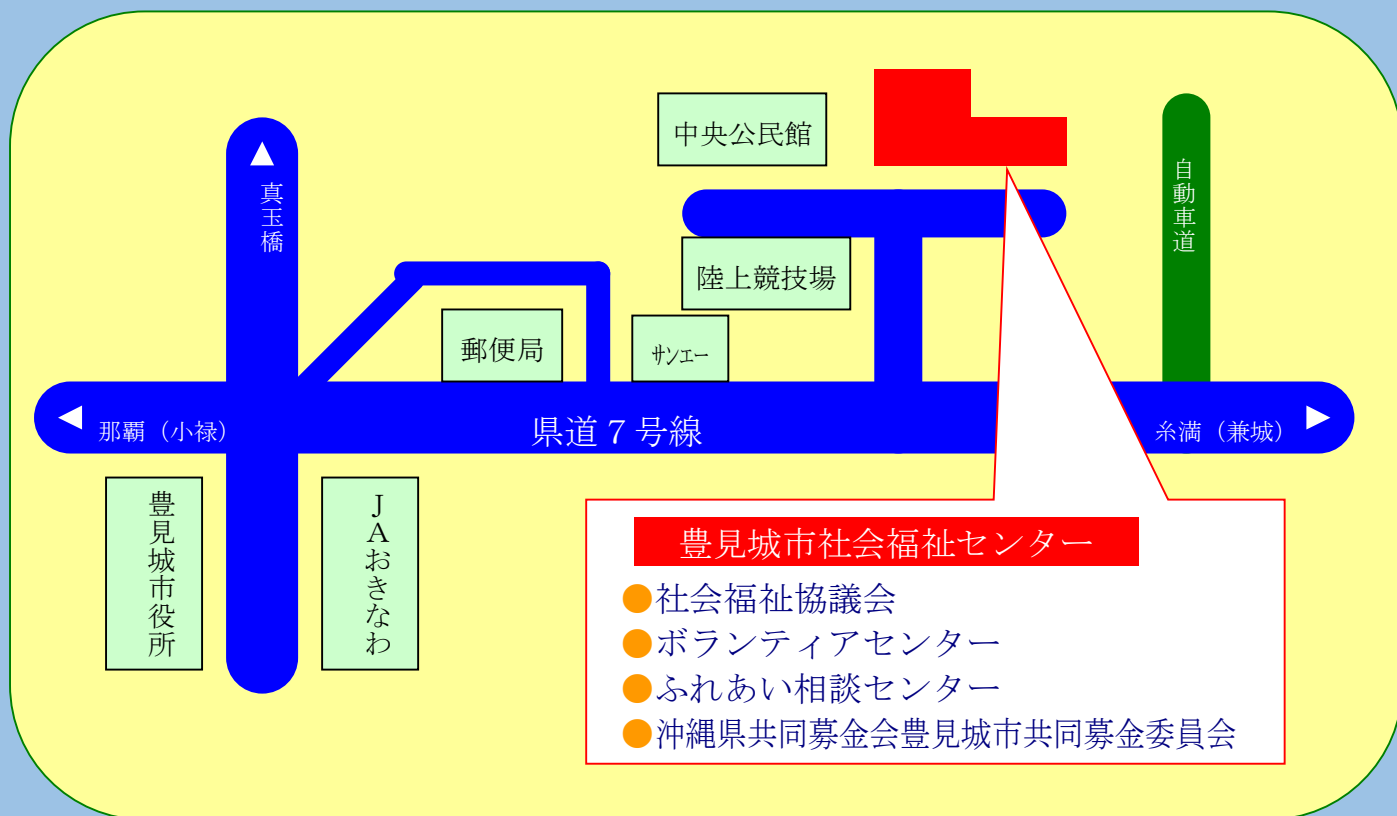 中央公民館
自動車道
真玉橋
陸上競技場
郵便局
サンエー
那覇（小禄）
県道７号線
糸満（兼城）
豊見城市役所
ＪＡおきなわ
豊見城市社会福祉センター
●社会福祉協議会
●ボランティアセンター
●ふれあい相談センター
●沖縄県共同募金会豊見城市共同募金委員会